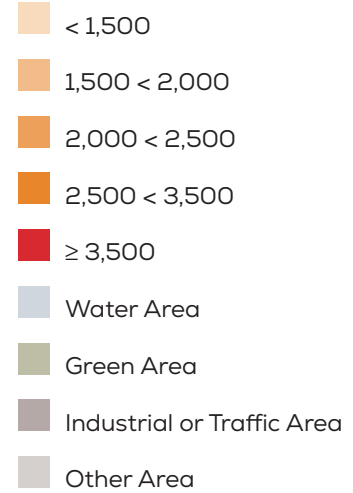 < 1,500
1,500 < 2,000
2,000 < 2,500
2,500 < 3,500
≥ 3,500
Water Area
Green Area
Industrial or Traffic Area
Other Area